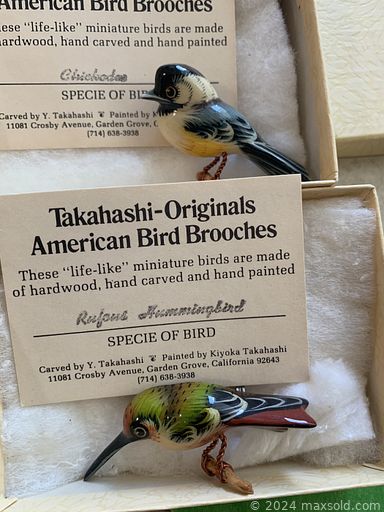 American Bird Brooches
These "life-like" miniature birds are made
hardwood, hand carved and hand painted
Chickadee
SPECIE OF BIRD
Carved by Y. Takahashi ❦ Painted by
11081 Crosby Avenue, Garden Grove,
(714) 638-3938
Takahashi-Originals
American Bird Brooches
These "life-like" miniature birds are made
of hardwood, hand carved and hand painted
Rufous Hummingbird
SPECIE OF BIRD
Carved by Y. Takahashi ❦ Painted by Kiyoka Takahashi
11081 Crosby Avenue, Garden Grove, California 92643
(714) 638-3938
© 2024 maxsold.com